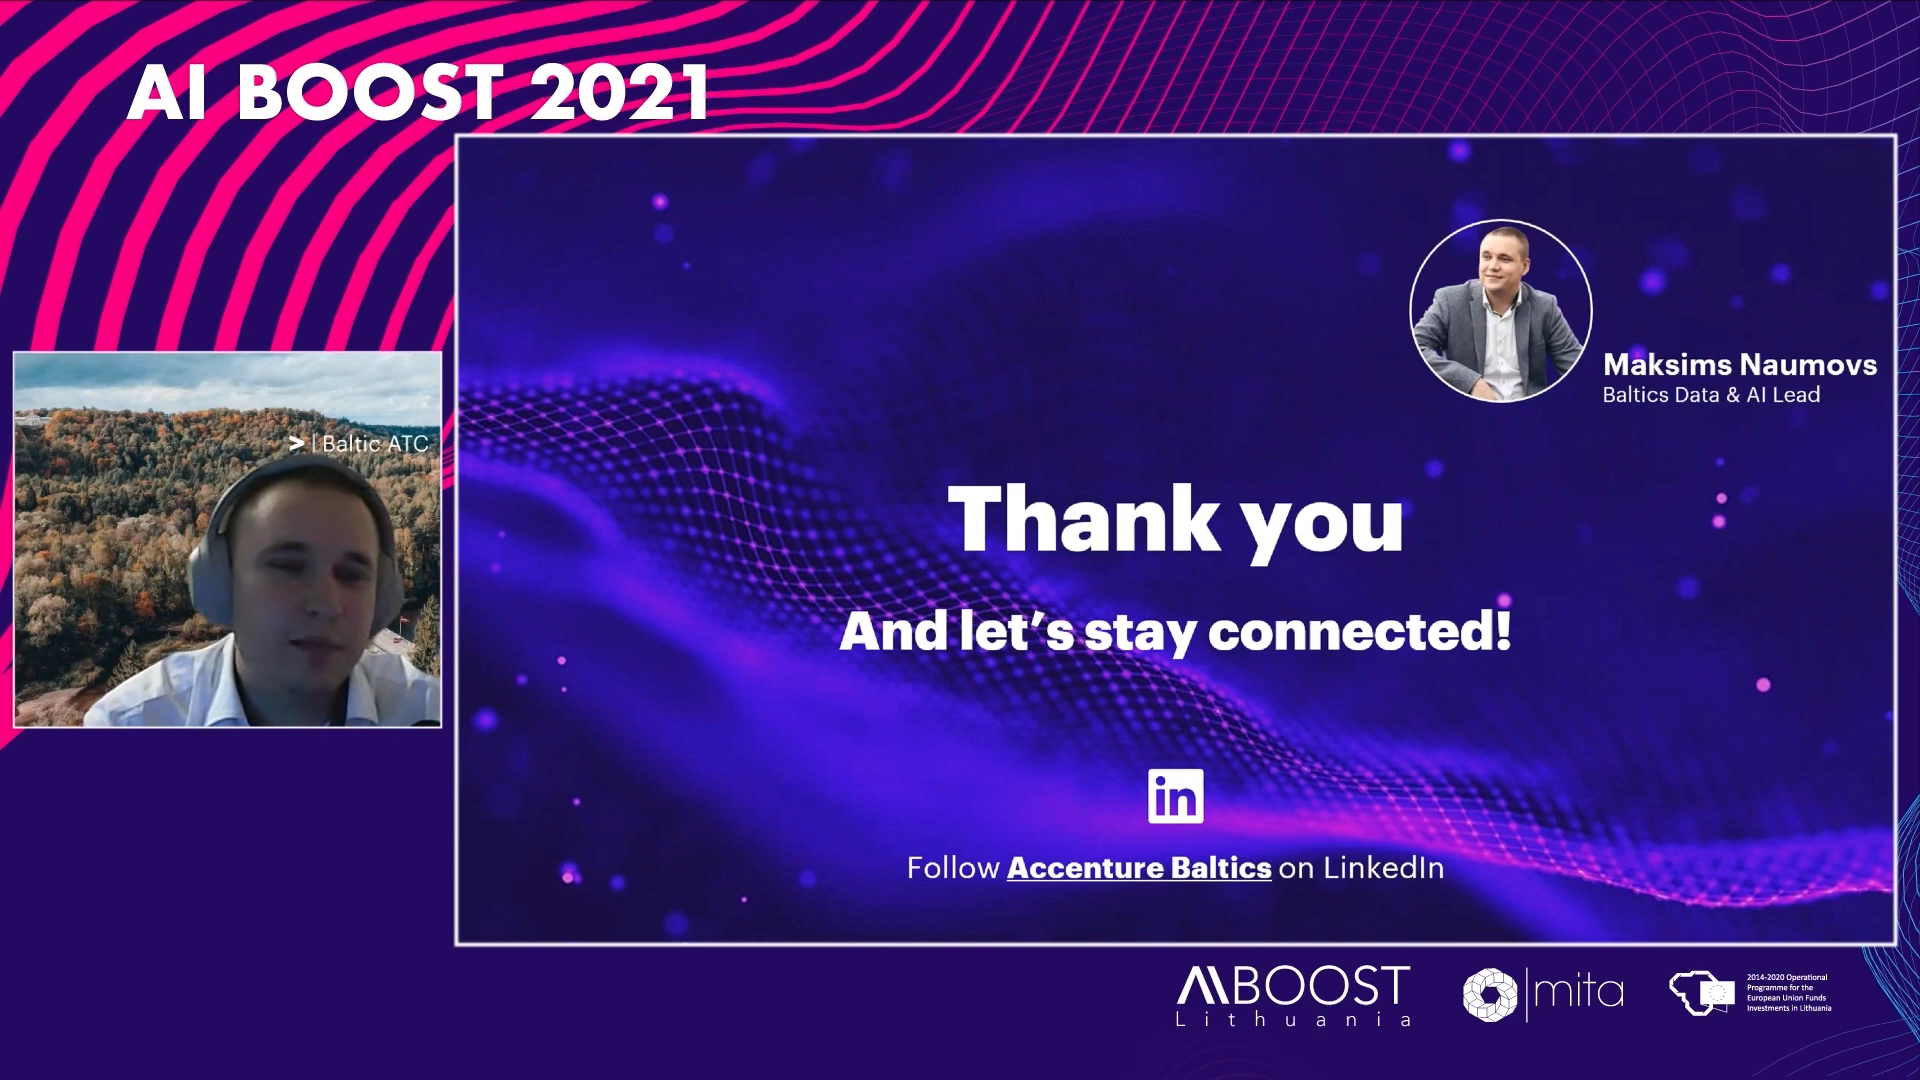 AI BOOST 2021
> | Baltic ATC
Maksims Naumovs
Baltics Data & AI Lead
Thank you
And let’s stay connected!
in
Follow Accenture Baltics on LinkedIn
AI BOOST
Lithuania
mita
2014-2020 Operational
Programme for the
European Union Funds
Investments in Lithuania